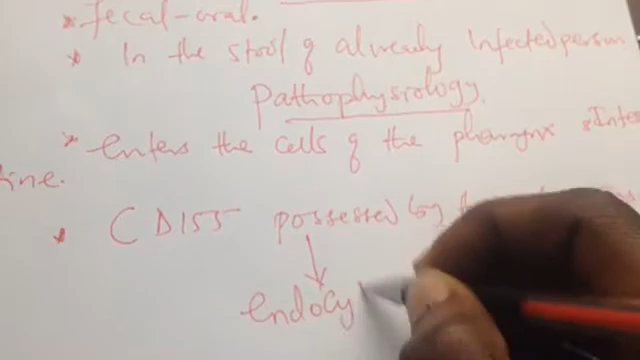 * fecal-oral.
* In the stool of already Infected person
Pathophysiology.
* enters the cells of the pharynx & Inte
tine.
* CD155 possessed by
↓
endocy